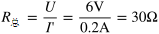 R总 = U/I' = 6V/0.2A = 30Ω